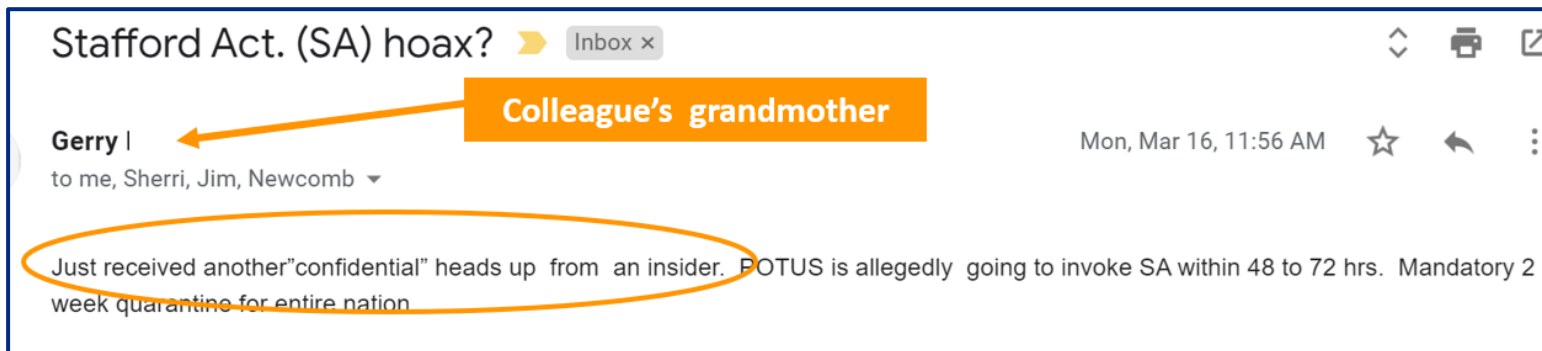 Stafford Act. (SA) hoax? Inbox ×
Colleague's grandmother
Gerry
Mon, Mar 16, 11:56 AM
to me, Sherri, Jim, Newcomb
Just received another"confidential" heads up from an insider. POTUS is allegedly going to invoke SA within 48 to 72 hrs. Mandatory 2
week quarantine for entire nation